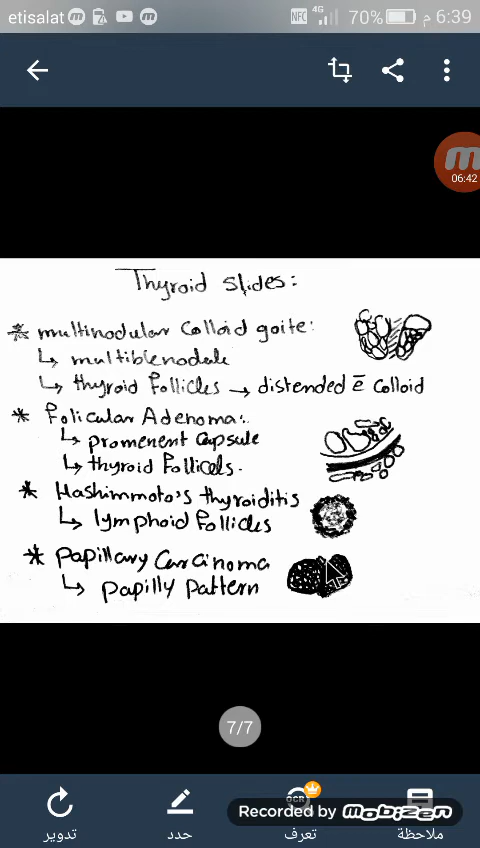 etisalat
NFC 4G 70% م 6:39
06:42
Thyroid slides:
* multinodular Colloid goite:
↳ multiblenodule
↳ thyroid follicles → distended c̄ Colloid
* Folicular Adenoma:.
↳ promenent Capsule
↳ thyroid Follicels.
* Hashimmoto's thyroiditis
↳ lymphoid follicles
* Papillary Carcinoma
↳ Papilly Pattern
7/7
OCR
Recorded by mobizen
تدوير حدد تعرف ملاحظة